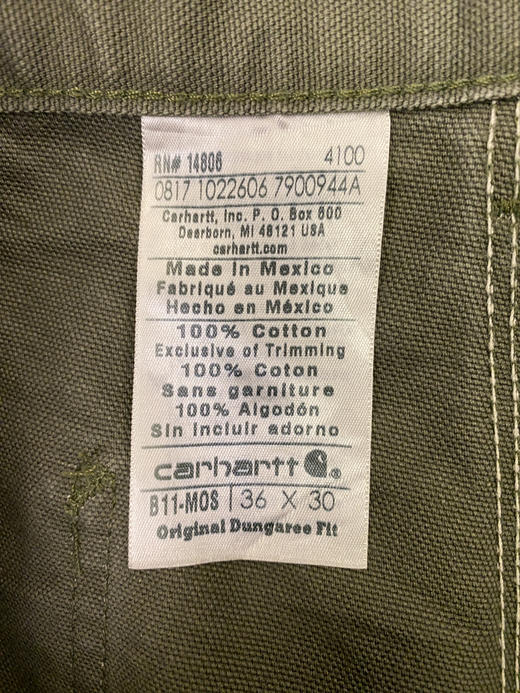 RN# 14806 4100
0817 1022606 7900944A
Carhartt, Inc. P. O. Box 600
Dearborn, MI 48121 USA
carhartt.com
Made in Mexico
Fabriqué au Mexique
Hecho en México
100% Cotton
Exclusive of Trimming
100% Coton
Sans garniture
100% Algodón
Sin incluir adorno
carhartt ®
B11-MOS | 36 X 30
Original Dungaree Fit